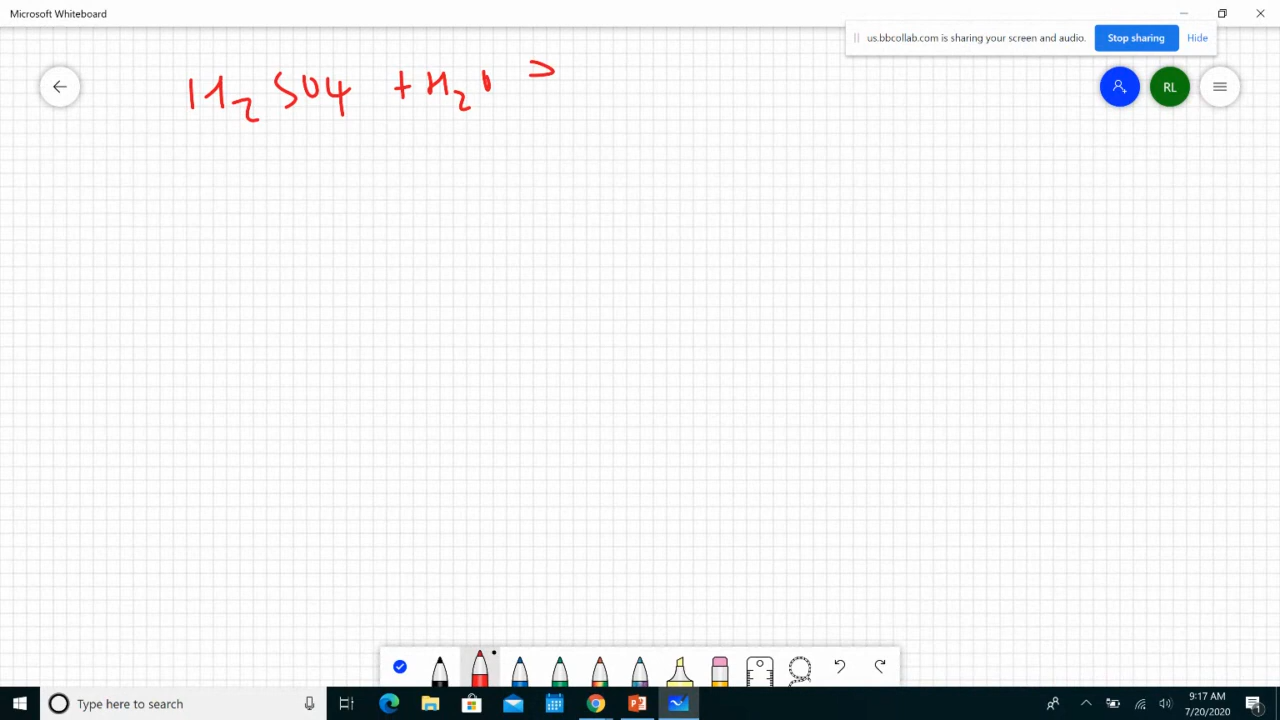 Microsoft Whiteboard
us.bbcollab.com is sharing your screen and audio. Stop sharing Hide
H2SO4 + H2O >
RL
Type here to search
9:17 AM
7/20/2020
1